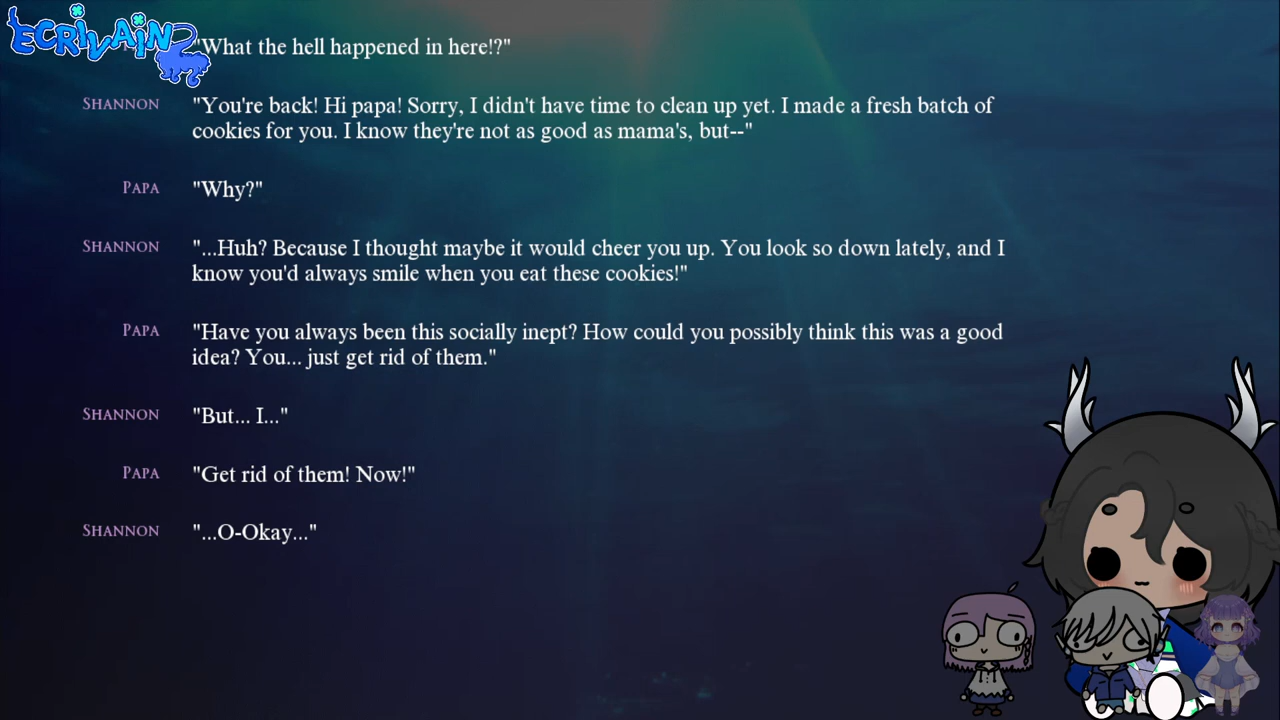 ECRIVAIN
"What the hell happened in here!?"
SHANNON "You're back! Hi papa! Sorry, I didn't have time to clean up yet. I made a fresh batch of
cookies for you. I know they're not as good as mama's, but--"
PAPA "Why?"
SHANNON "...Huh? Because I thought maybe it would cheer you up. You look so down lately, and I
know you'd always smile when you eat these cookies!"
PAPA "Have you always been this socially inept? How could you possibly think this was a good
idea? You... just get rid of them."
SHANNON "But... I..."
PAPA "Get rid of them! Now!"
SHANNON "...O-Okay..."